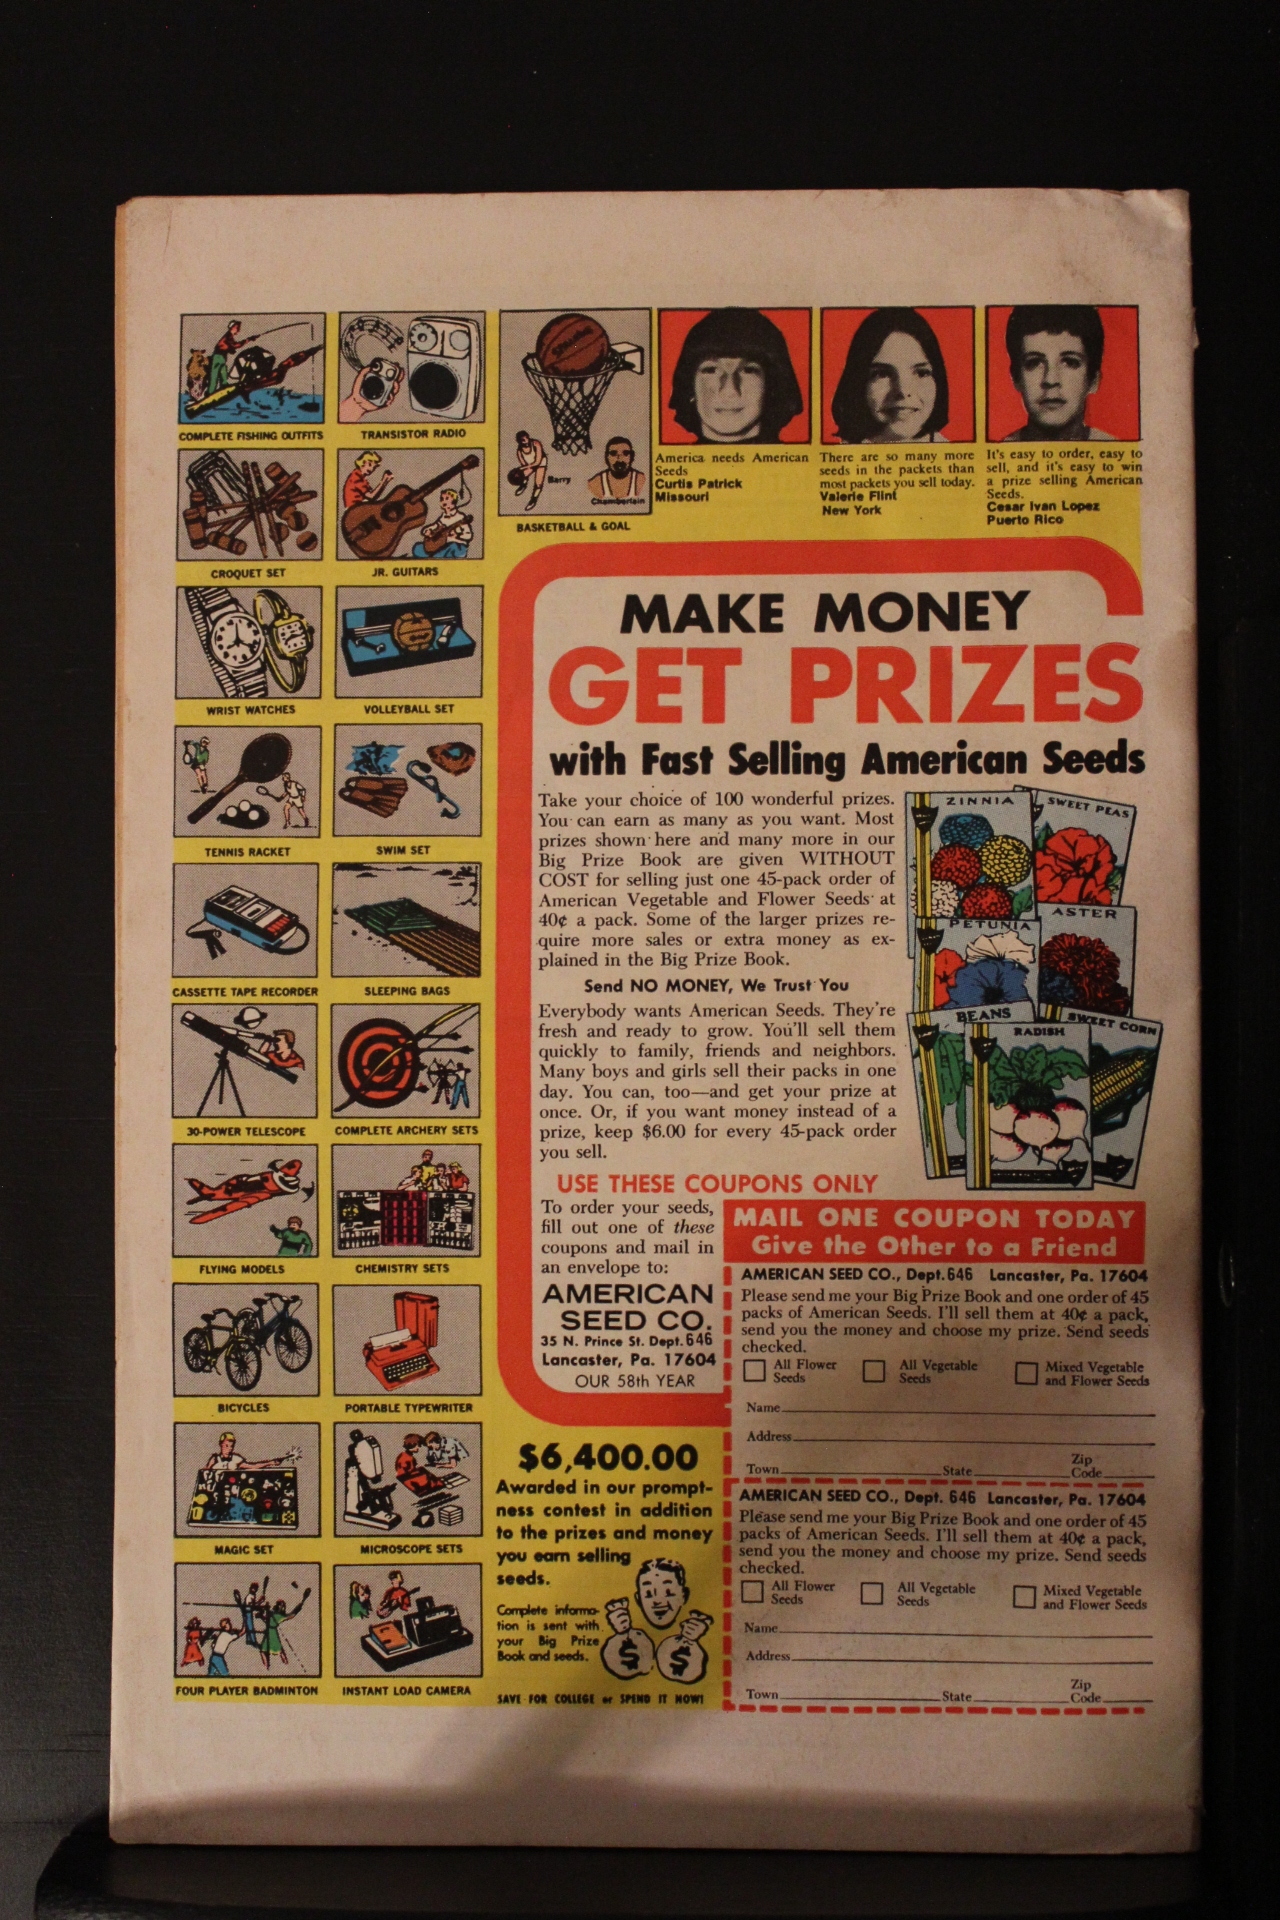 COMPLETE FISHING OUTFITS
TRANSISTOR RADIO
CROQUET SET
JR. GUITARS
WRIST WATCHES
VOLLEYBALL SET
TENNIS RACKET
SWIM SET
CASSETTE TAPE RECORDER
SLEEPING BAGS
30-POWER TELESCOPE
COMPLETE ARCHERY SETS
FLYING MODELS
CHEMISTRY SETS
BICYCLES
PORTABLE TYPEWRITER
MAGIC SET
MICROSCOPE SETS
FOUR PLAYER BADMINTON
INSTANT LOAD CAMERA
Barry
Chamberlain
BASKETBALL & GOAL
America needs American
Seeds
Curtis Patrick
Missouri
There are so many more
seeds in the packets than
most packets you sell today.
Valerie Flint
New York
It's easy to order, easy to
sell, and it's easy to win
a prize selling American
Seeds.
Cesar Ivan Lopez
Puerto Rico
MAKE MONEY
GET PRIZES
with Fast Selling American Seeds
Take your choice of 100 wonderful prizes.
You can earn as many as you want. Most
prizes shown here and many more in our
Big Prize Book are given WITHOUT
COST for selling just one 45-pack order of
American Vegetable and Flower Seeds at
40¢ a pack. Some of the larger prizes re-
quire more sales or extra money as ex-
plained in the Big Prize Book.
Send NO MONEY, We Trust You
Everybody wants American Seeds. They're
fresh and ready to grow. You'll sell them
quickly to family, friends and neighbors.
Many boys and girls sell their packs in one
day. You can, too—and get your prize at
once. Or, if you want money instead of a
prize, keep $6.00 for every 45-pack order
you sell.
ZINNIA
SWEET PEAS
PETUNIA
ASTER
BEANS
RADISH
SWEET CORN
USE THESE COUPONS ONLY
To order your seeds,
fill out one of these
coupons and mail in
an envelope to:
AMERICAN
SEED CO.
35 N. Prince St. Dept. 646
Lancaster, Pa. 17604
OUR 58th YEAR
MAIL ONE COUPON TODAY
Give the Other to a Friend
AMERICAN SEED CO., Dept. 646 Lancaster, Pa. 17604
Please send me your Big Prize Book and one order of 45
packs of American Seeds. I'll sell them at 40¢ a pack,
send you the money and choose my prize. Send seeds
checked.
All Flower Seeds
All Vegetable Seeds
Mixed Vegetable and Flower Seeds
Name
Address
Town State Zip Code
AMERICAN SEED CO., Dept. 646 Lancaster, Pa. 17604
Please send me your Big Prize Book and one order of 45
packs of American Seeds. I'll sell them at 40¢ a pack,
send you the money and choose my prize. Send seeds
checked.
All Flower Seeds
All Vegetable Seeds
Mixed Vegetable and Flower Seeds
Name
Address
Town State Zip Code
$6,400.00
Awarded in our prompt-
ness contest in addition
to the prizes and money
you earn selling
seeds.
Complete informa-
tion is sent with
your Big Prize
Book and seeds.
$ $
SAVE FOR COLLEGE or SPEND IT NOW!